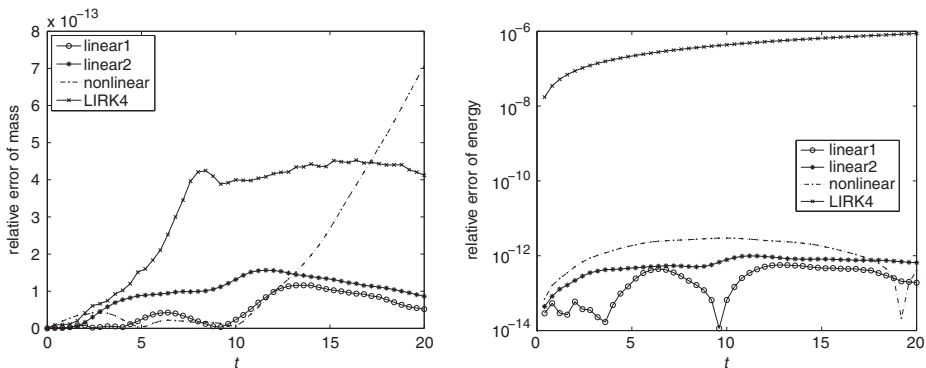 × 10⁻¹³
8
7
6
5
4
3
2
1
0
relative error of mass
linear1
linear2
nonlinear
LIRK4
0 5 10 15 20
t
10⁻⁶
10⁻⁸
10⁻¹⁰
10⁻¹²
10⁻¹⁴
relative error of energy
linear1
linear2
nonlinear
LIRK4
0 5 10 15 20
t